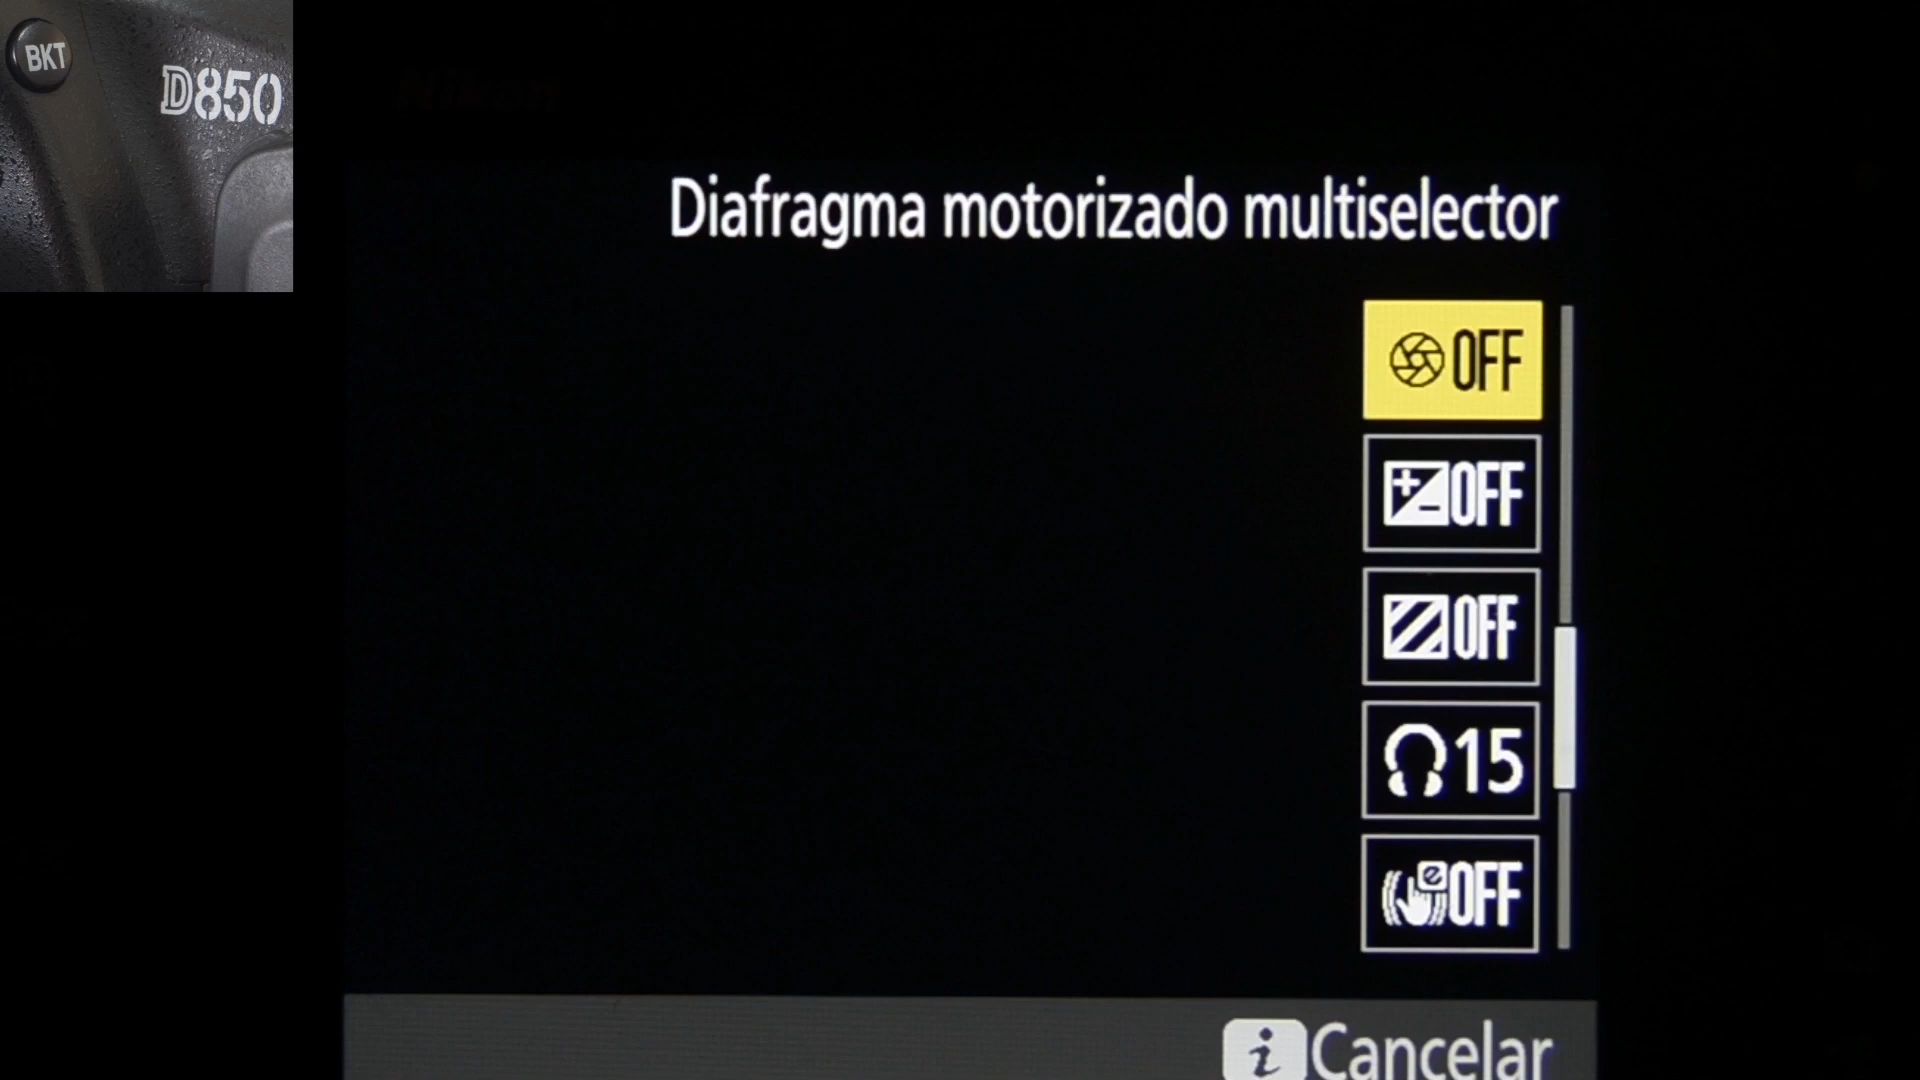 BKT
D850
Diafragma motorizado multiselector
OFF
OFF
OFF
15
OFF
i Cancelar